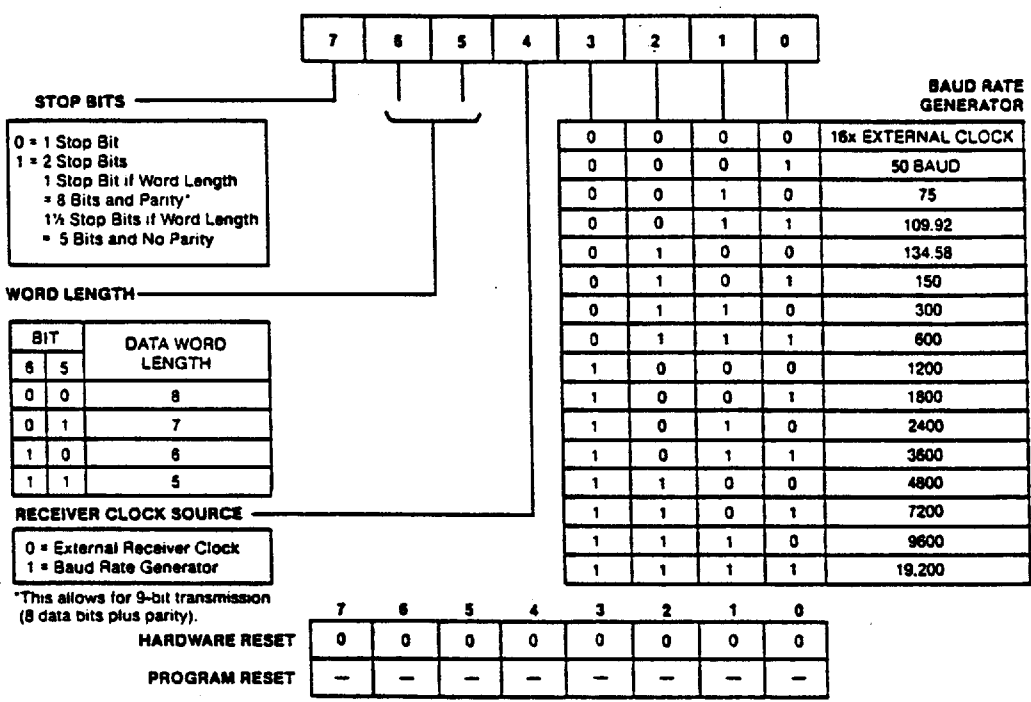 7 6 5 4 3 2 1 0
STOP BITS
0 = 1 Stop Bit
1 = 2 Stop Bits
1 Stop Bit if Word Length
= 8 Bits and Parity*
1½ Stop Bits if Word Length
= 5 Bits and No Parity
WORD LENGTH
BIT DATA WORD LENGTH
6 5
0 0 8
0 1 7
1 0 6
1 1 5
RECEIVER CLOCK SOURCE
0 = External Receiver Clock
1 = Baud Rate Generator
*This allows for 9-bit transmission
(8 data bits plus parity).
BAUD RATE
GENERATOR
0 0 0 0 16x EXTERNAL CLOCK
0 0 0 1 50 BAUD
0 0 1 0 75
0 0 1 1 109.92
0 1 0 0 134.58
0 1 0 1 150
0 1 1 0 300
0 1 1 1 600
1 0 0 0 1200
1 0 0 1 1800
1 0 1 0 2400
1 0 1 1 3600
1 1 0 0 4800
1 1 0 1 7200
1 1 1 0 9600
1 1 1 1 19,200
7 6 5 4 3 2 1 0
HARDWARE RESET 0 0 0 0 0 0 0 0
PROGRAM RESET – – – – – – – –